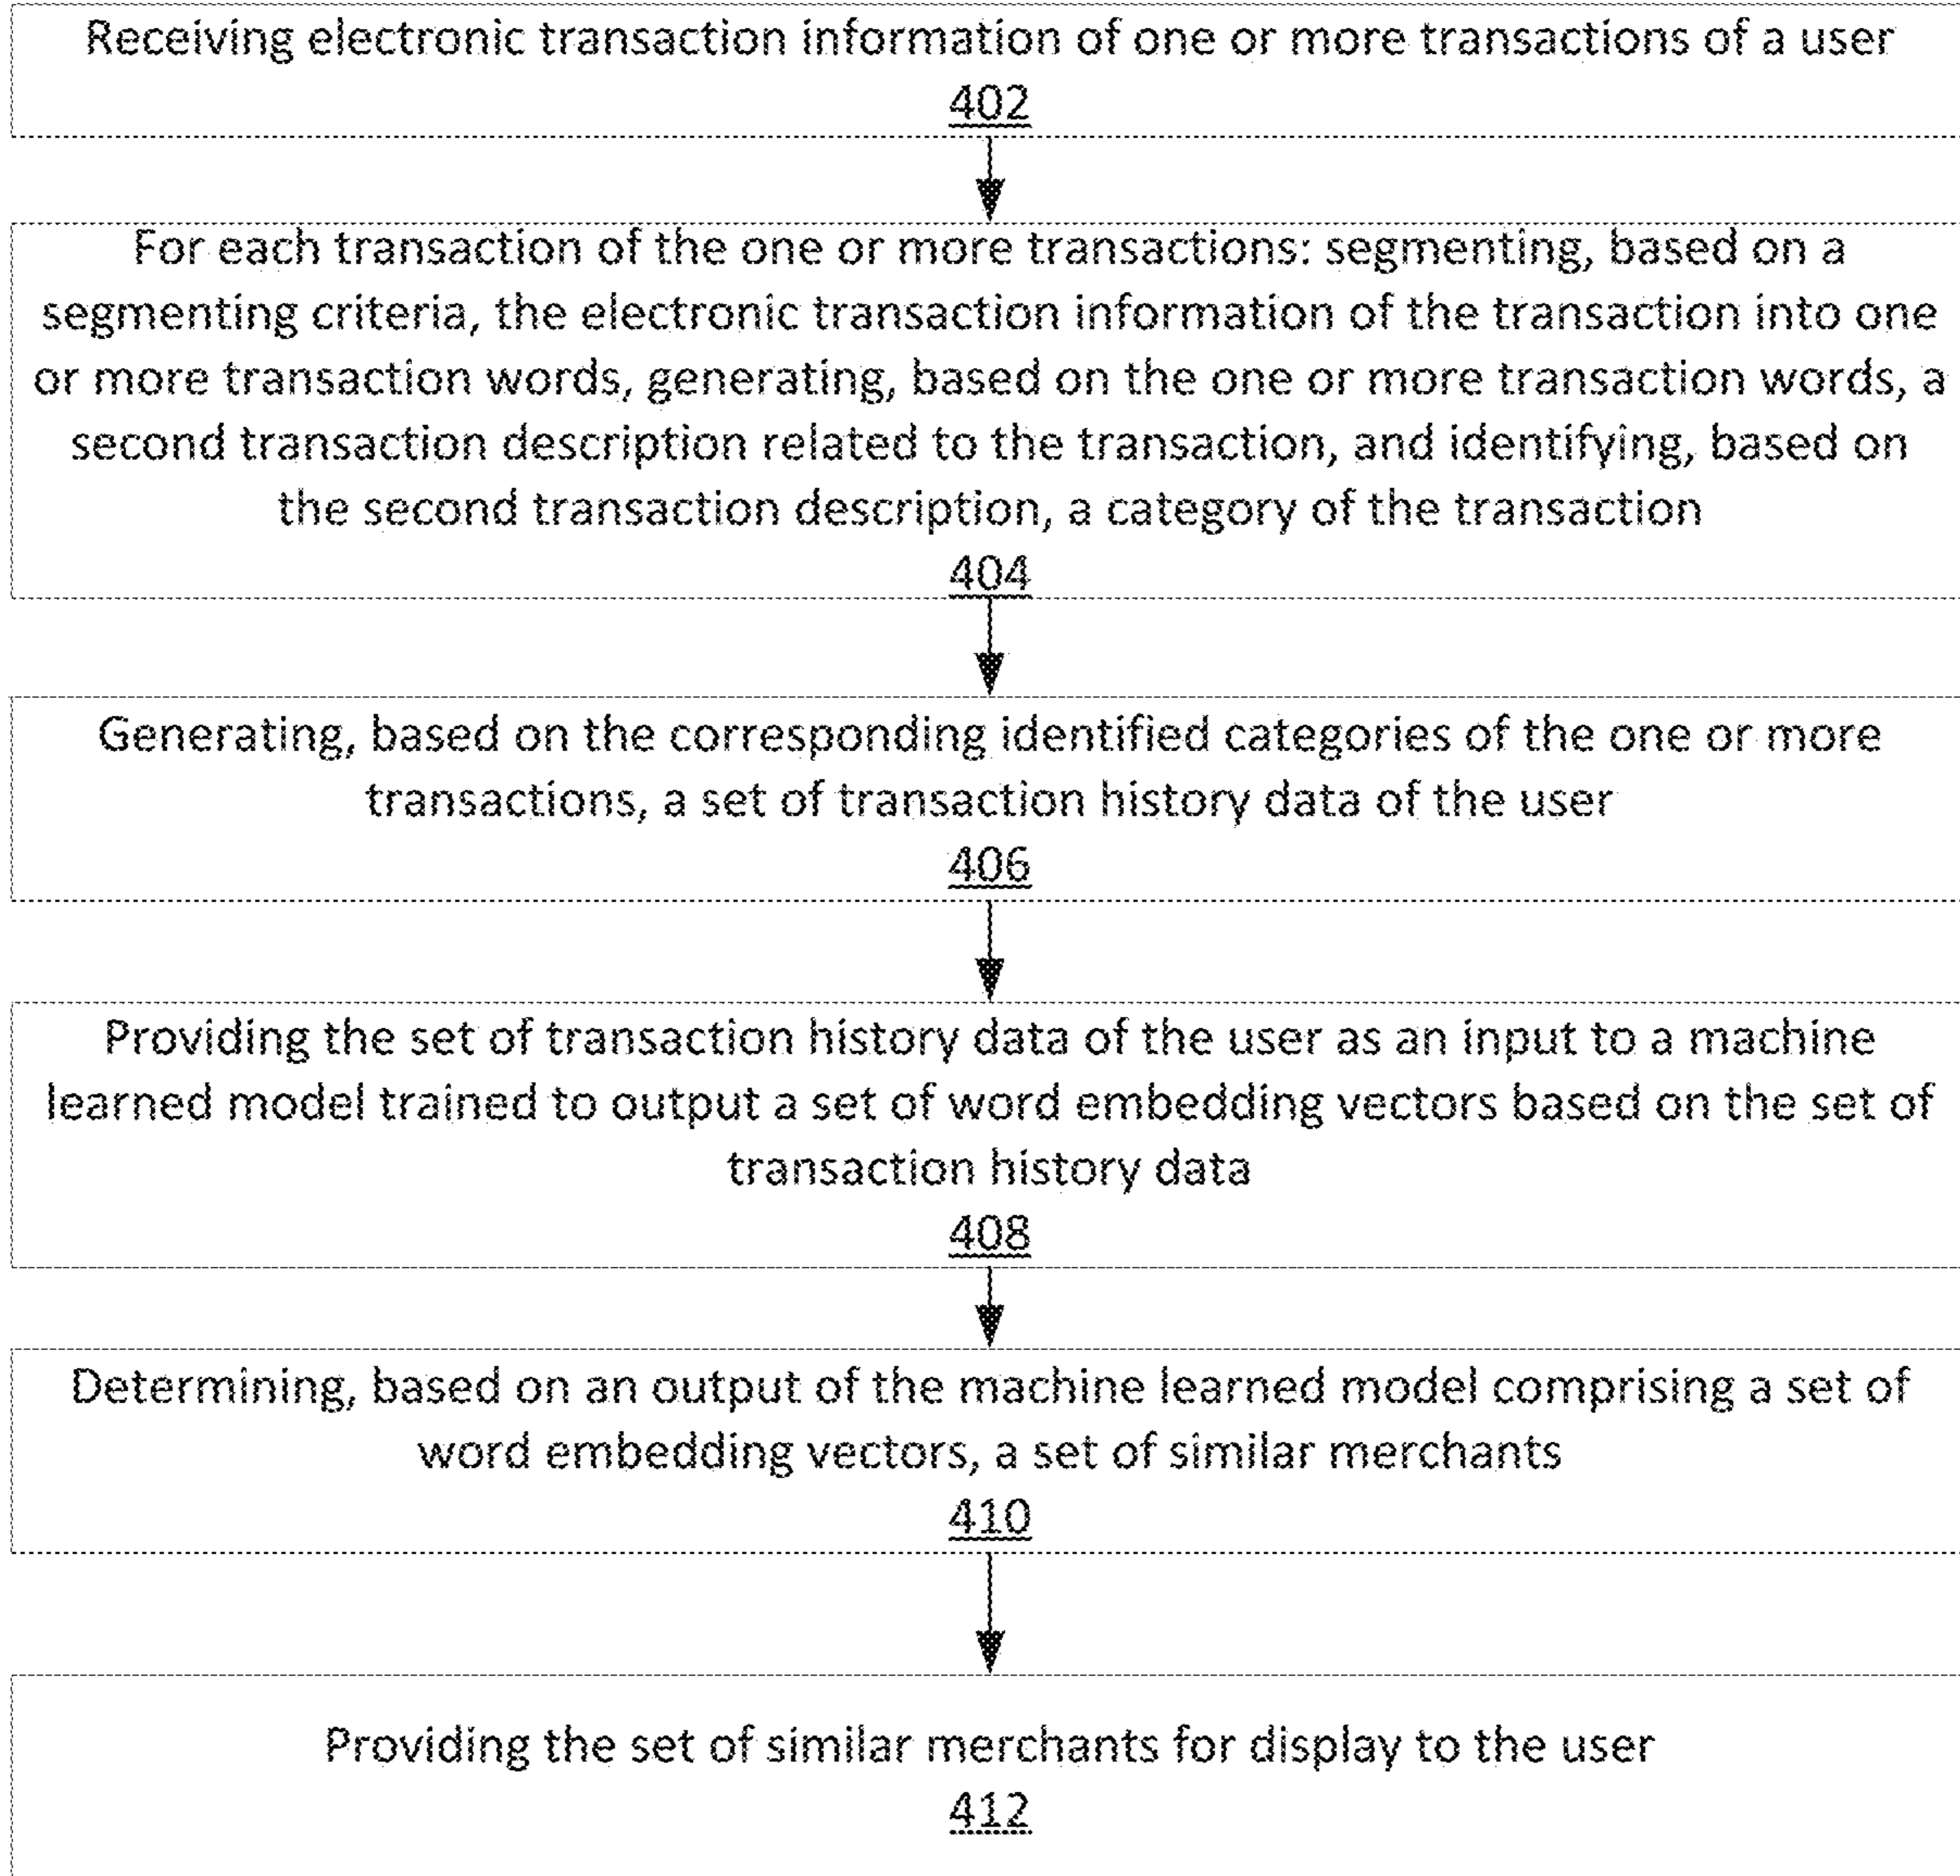 Receiving electronic transaction information of one or more transactions of a user
402
For each transaction of the one or more transactions: segmenting, based on a
segmenting criteria, the electronic transaction information of the transaction into one
or more transaction words, generating, based on the one or more transaction words, a
second transaction description related to the transaction, and identifying, based on
the second transaction description, a category of the transaction
404
Generating, based on the corresponding identified categories of the one or more
transactions, a set of transaction history data of the user
406
Providing the set of transaction history data of the user as an input to a machine
learned model trained to output a set of word embedding vectors based on the set of
transaction history data
408
Determining, based on an output of the machine learned model comprising a set of
word embedding vectors, a set of similar merchants
410
Providing the set of similar merchants for display to the user
412